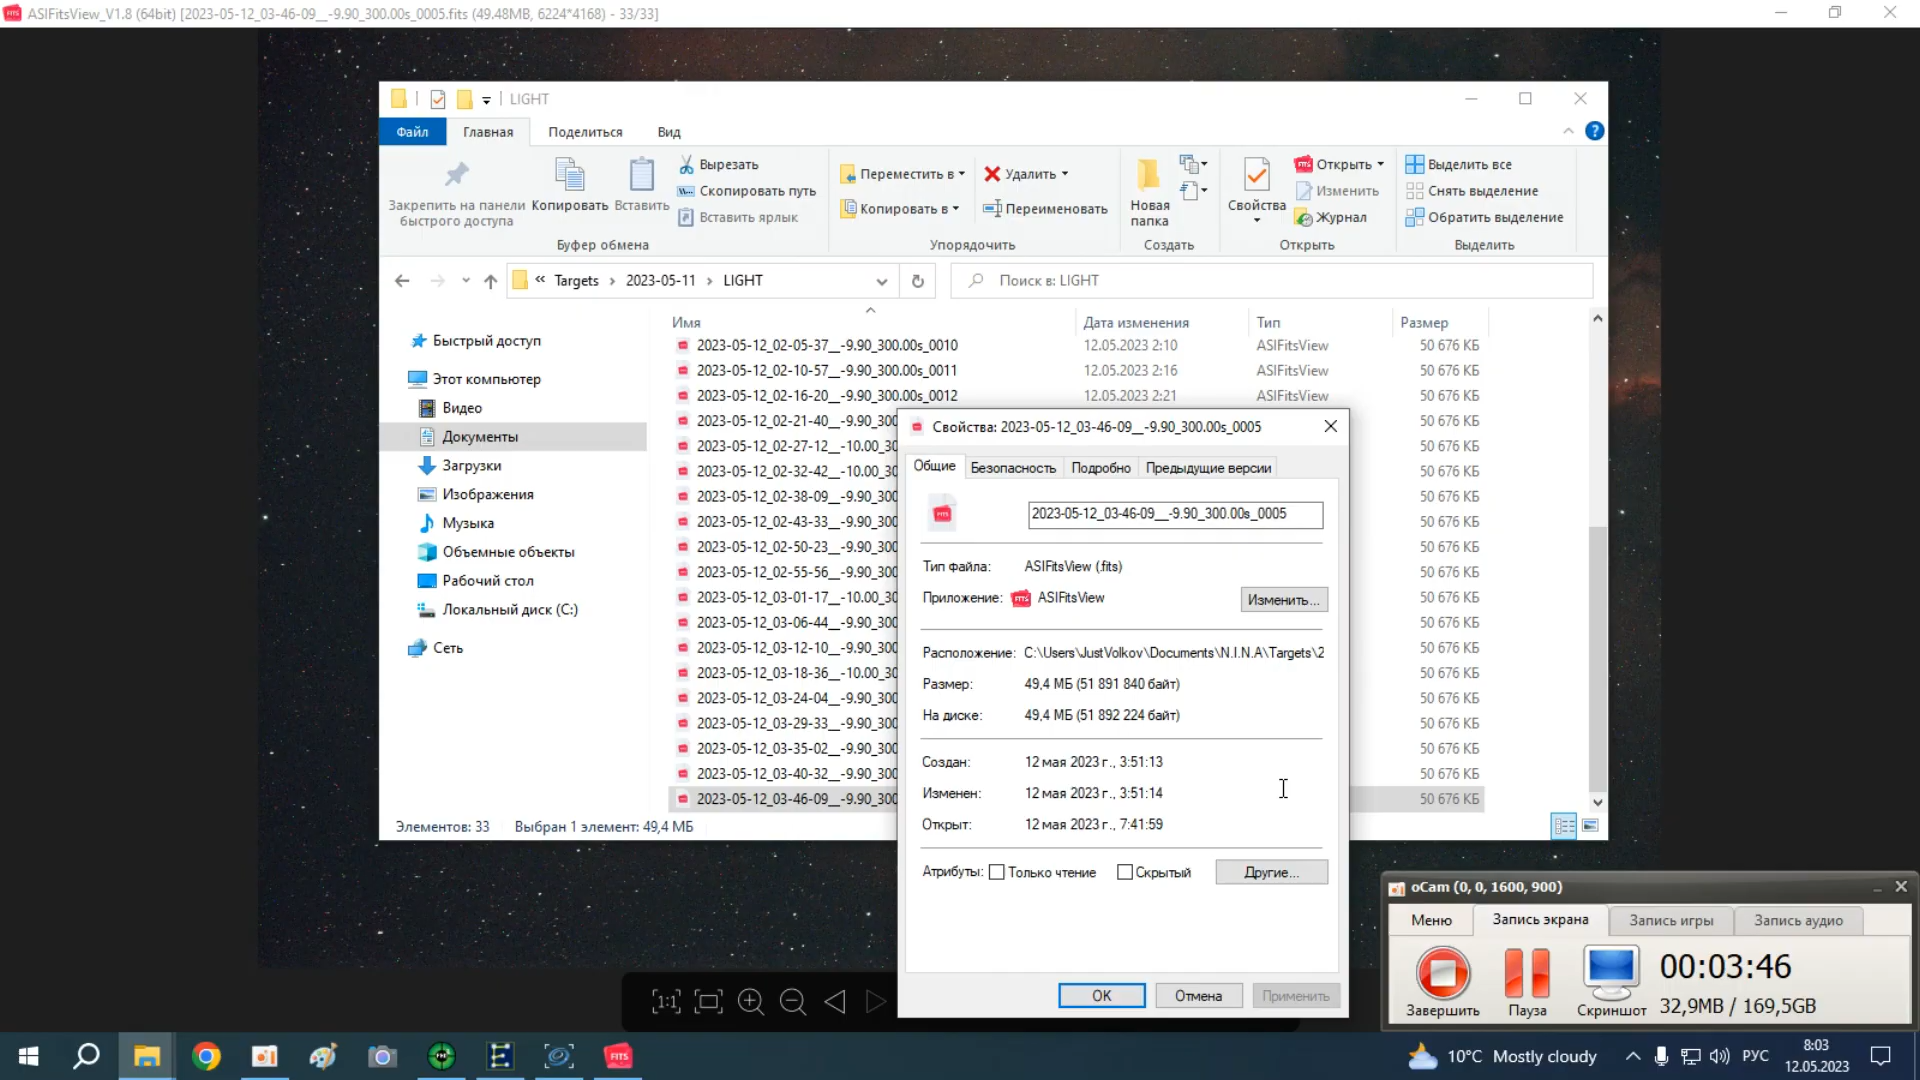 ASIFitsView_V1.8 (64bit) [2023-05-12_03-46-09__-9.90_300.00s_0005.fits (49.48MB, 6224*4168) - 33/33]
LIGHT
Файл
Главная
Поделиться
Вид
Закрепить на панели
быстрого доступа
Копировать
Вставить
Вырезать
Скопировать путь
Вставить ярлык
Буфер обмена
Переместить в
Копировать в
Удалить
Переименовать
Упорядочить
Новая
папка
Создать
Свойства
Открыть
Изменить
Журнал
Открыть
Выделить все
Снять выделение
Обратить выделение
Выделить
« Targets › 2023-05-11 › LIGHT
Поиск в: LIGHT
Быстрый доступ
Этот компьютер
Видео
Документы
Загрузки
Изображения
Музыка
Объемные объекты
Рабочий стол
Локальный диск (C:)
Сеть
Имя Дата изменения Тип Размер
2023-05-12_02-05-37__-9.90_300.00s_0010 12.05.2023 2:10 ASIFitsView 50 676 КБ
2023-05-12_02-10-57__-9.90_300.00s_0011 12.05.2023 2:16 ASIFitsView 50 676 КБ
2023-05-12_02-16-20__-9.90_300.00s_0012 12.05.2023 2:21 ASIFitsView 50 676 КБ
2023-05-12_02-21-40__-9.90_300 50 676 КБ
2023-05-12_02-27-12__-10.00_30 50 676 КБ
2023-05-12_02-32-42__-10.00_30 50 676 КБ
2023-05-12_02-38-09__-9.90_300 50 676 КБ
2023-05-12_02-43-33__-9.90_300 50 676 КБ
2023-05-12_02-50-23__-9.90_300 50 676 КБ
2023-05-12_02-55-56__-9.90_300 50 676 КБ
2023-05-12_03-01-17__-10.00_30 50 676 КБ
2023-05-12_03-06-44__-9.90_300 50 676 КБ
2023-05-12_03-12-10__-9.90_300 50 676 КБ
2023-05-12_03-18-36__-10.00_30 50 676 КБ
2023-05-12_03-24-04__-9.90_300 50 676 КБ
2023-05-12_03-29-33__-9.90_300 50 676 КБ
2023-05-12_03-35-02__-9.90_300 50 676 КБ
2023-05-12_03-40-32__-9.90_300 50 676 КБ
2023-05-12_03-46-09__-9.90_300 50 676 КБ
Элементов: 33 Выбран 1 элемент: 49,4 МБ
Свойства: 2023-05-12_03-46-09__-9.90_300.00s_0005
Общие
Безопасность
Подробно
Предыдущие версии
FITS
2023-05-12_03-46-09__-9.90_300.00s_0005
Тип файла: ASIFitsView (.fits)
Приложение: FITS ASIFitsView
Изменить...
Расположение: C:\Users\JustVolkov\Documents\N.I.N.A\Targets\2
Размер: 49,4 МБ (51 891 840 байт)
На диске: 49,4 МБ (51 892 224 байт)
Создан: 12 мая 2023 г., 3:51:13
Изменен: 12 мая 2023 г., 3:51:14
Открыт: 12 мая 2023 г., 7:41:59
Атрибуты: Только чтение Скрытый
Другие...
OK
Отмена
Применить
[1:1]
oCam (0, 0, 1600, 900)
Меню
Запись экрана
Запись игры
Запись аудио
Завершить
Пауза
Скриншот
00:03:46
32,9MB / 169,5GB
FITS
10°C Mostly cloudy
РУС
8:03
12.05.2023